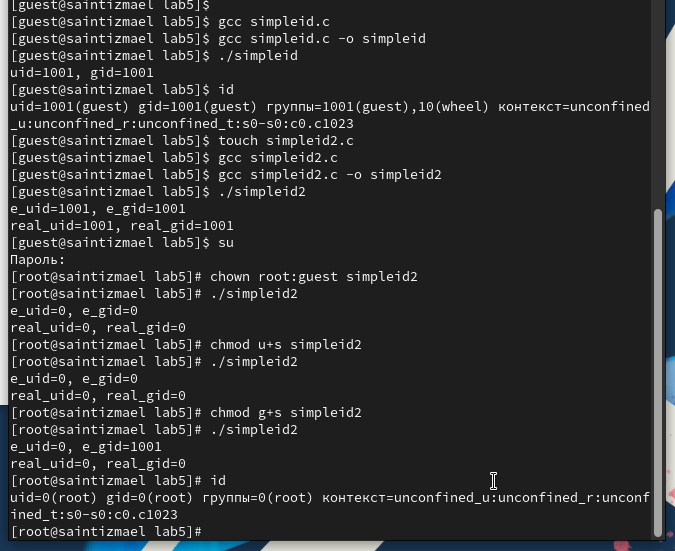 [guest@saintizmael lab5]$
[guest@saintizmael lab5]$ gcc simpleid.c
[guest@saintizmael lab5]$ gcc simpleid.c -o simpleid
[guest@saintizmael lab5]$ ./simpleid
uid=1001, gid=1001
[guest@saintizmael lab5]$ id
uid=1001(guest) gid=1001(guest) группы=1001(guest),10(wheel) контекст=unconfined
_u:unconfined_r:unconfined_t:s0-s0:c0.c1023
[guest@saintizmael lab5]$ touch simpleid2.c
[guest@saintizmael lab5]$ gcc simpleid2.c
[guest@saintizmael lab5]$ gcc simpleid2.c -o simpleid2
[guest@saintizmael lab5]$ ./simpleid2
e_uid=1001, e_gid=1001
real_uid=1001, real_gid=1001
[guest@saintizmael lab5]$ su
Пароль:
[root@saintizmael lab5]# chown root:guest simpleid2
[root@saintizmael lab5]# ./simpleid2
e_uid=0, e_gid=0
real_uid=0, real_gid=0
[root@saintizmael lab5]# chmod u+s simpleid2
[root@saintizmael lab5]# ./simpleid2
e_uid=0, e_gid=0
real_uid=0, real_gid=0
[root@saintizmael lab5]# chmod g+s simpleid2
[root@saintizmael lab5]# ./simpleid2
e_uid=0, e_gid=1001
real_uid=0, real_gid=0
[root@saintizmael lab5]# id
uid=0(root) gid=0(root) группы=0(root) контекст=unconfined_u:unconfined_r:unconf
ined_t:s0-s0:c0.c1023
[root@saintizmael lab5]#